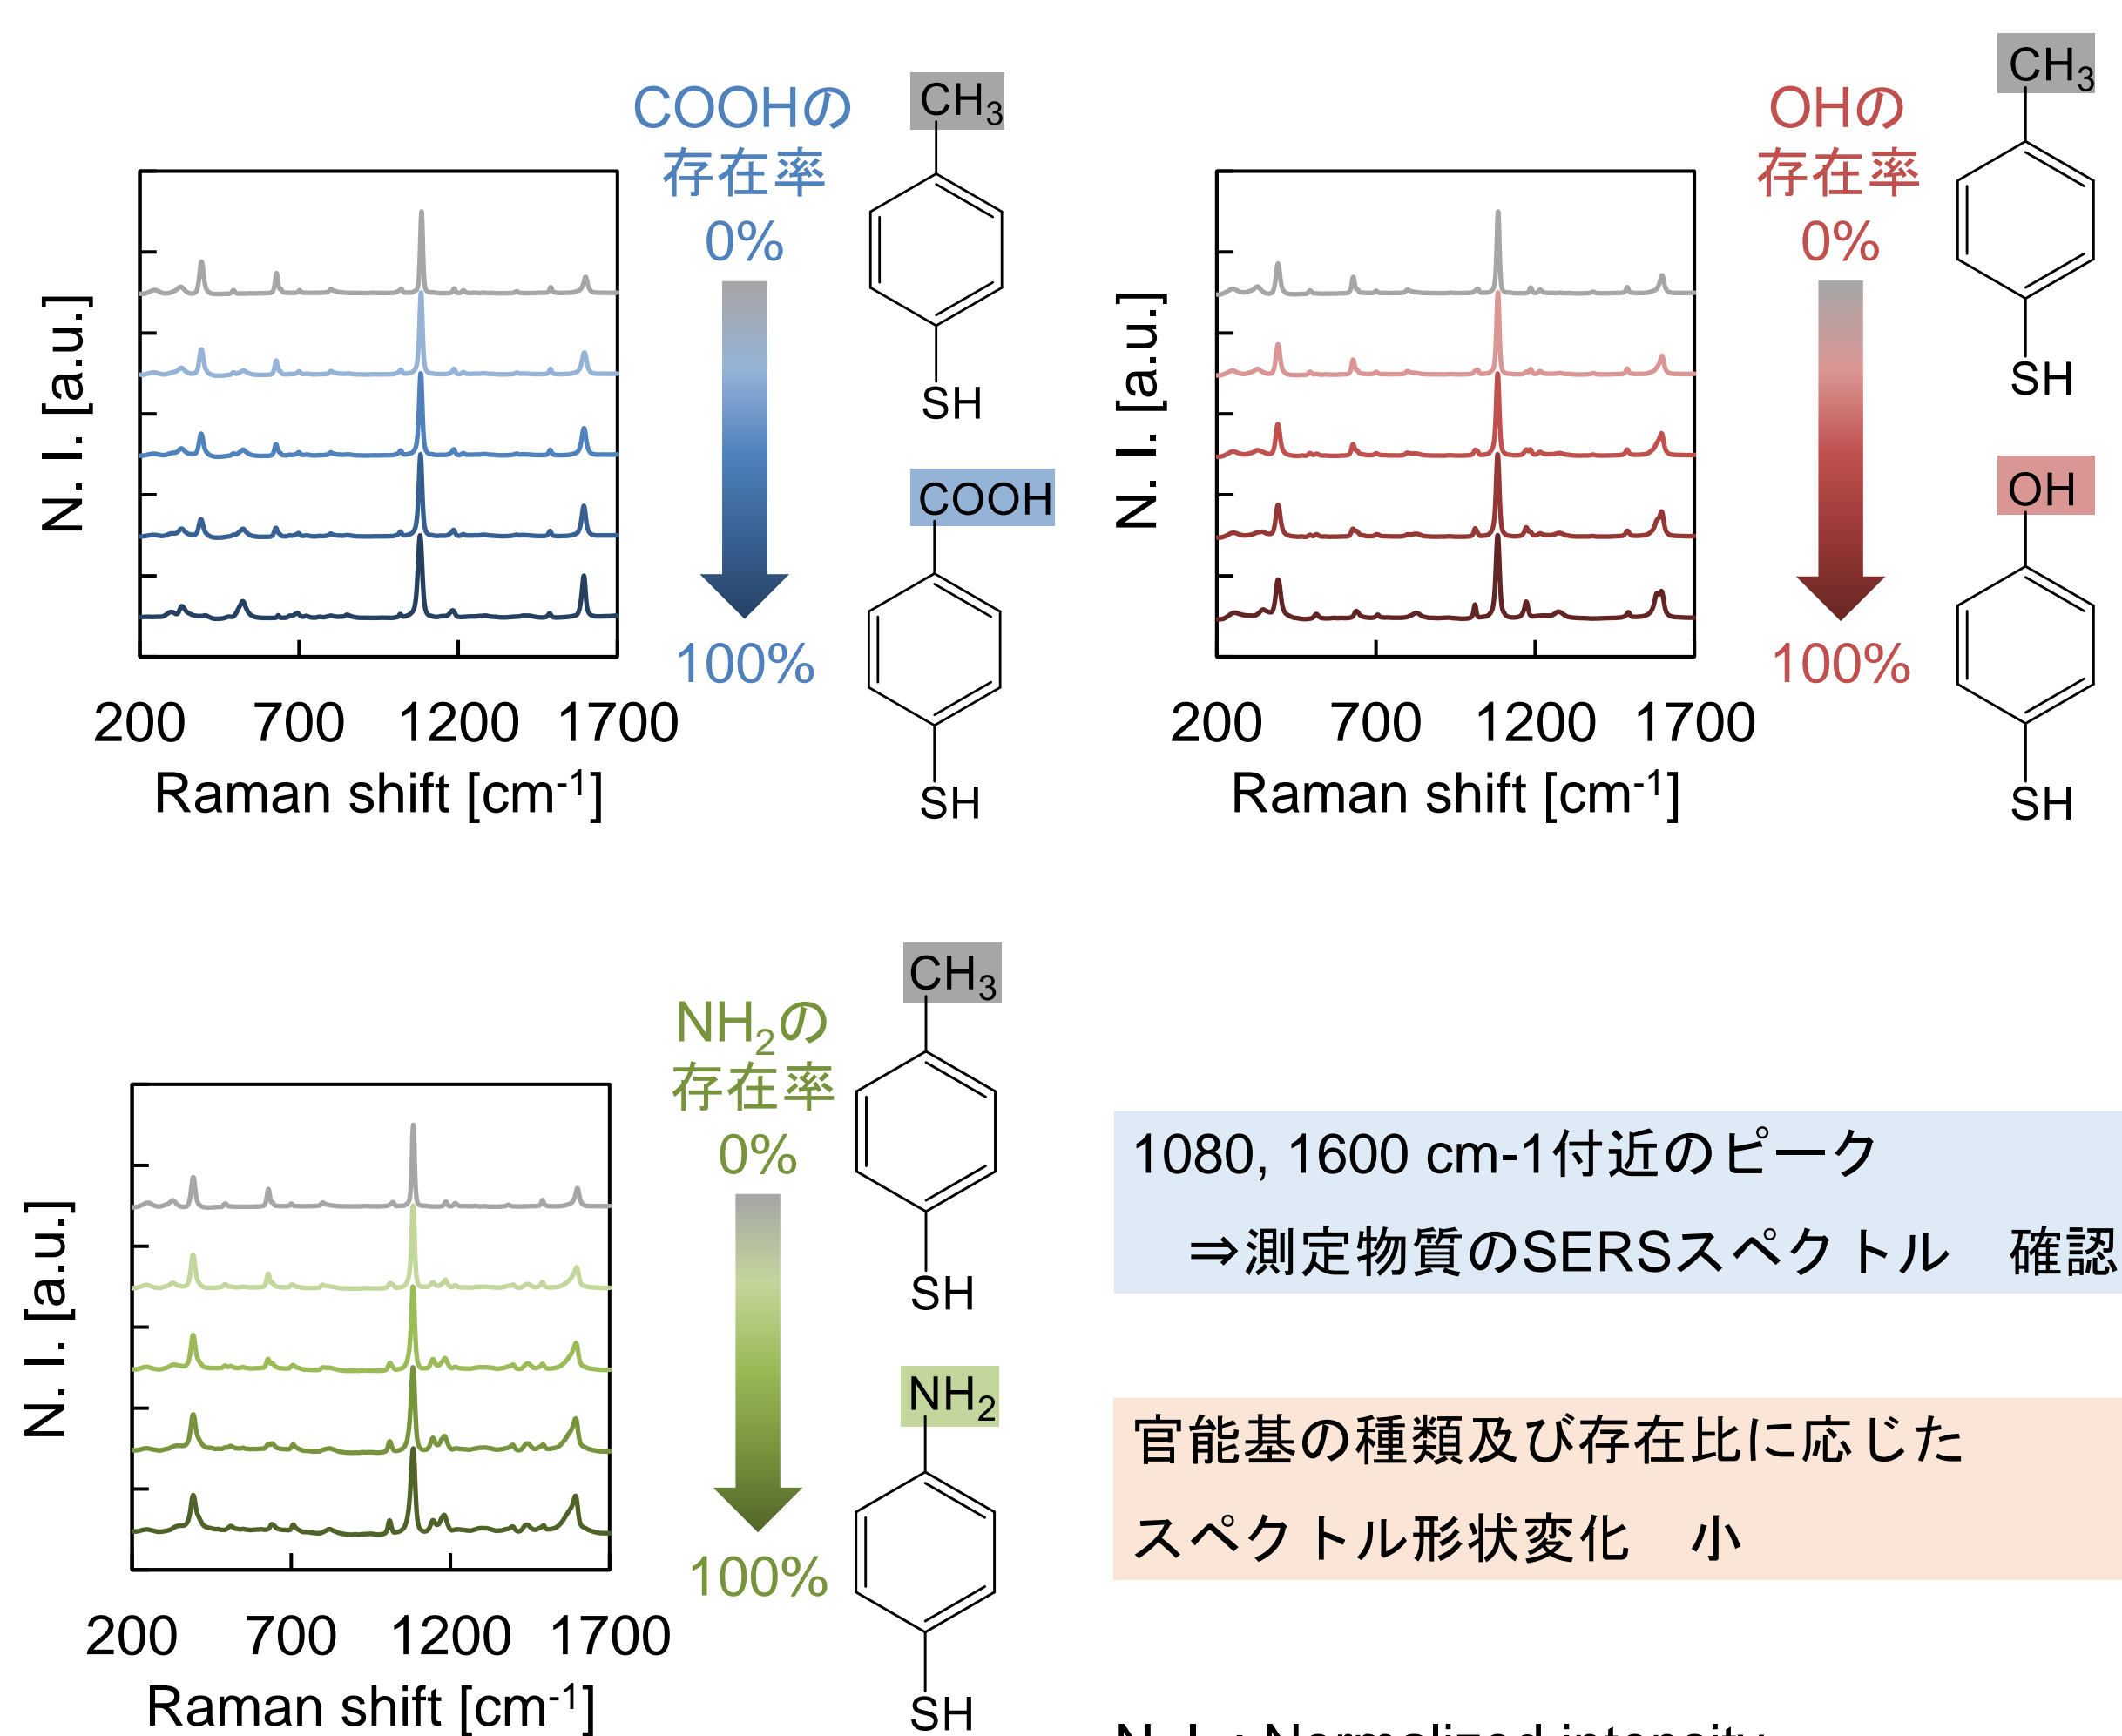 COOHの
存在率
0%
100%
N. I. [a.u.]
200 700 1200 1700
Raman shift [cm-1]
CH3
SH
COOH
SH
OHの
存在率
0%
100%
N. I. [a.u.]
200 700 1200 1700
Raman shift [cm-1]
CH3
SH
OH
SH
NH2の
存在率
0%
100%
N. I. [a.u.]
200 700 1200 1700
Raman shift [cm-1]
CH3
SH
NH2
SH
1080, 1600 cm-1付近のピーク
⇒測定物質のSERSスペクトル 確認
官能基の種類及び存在比に応じた
スペクトル形状変化 小
N. I. : Normalized intensity